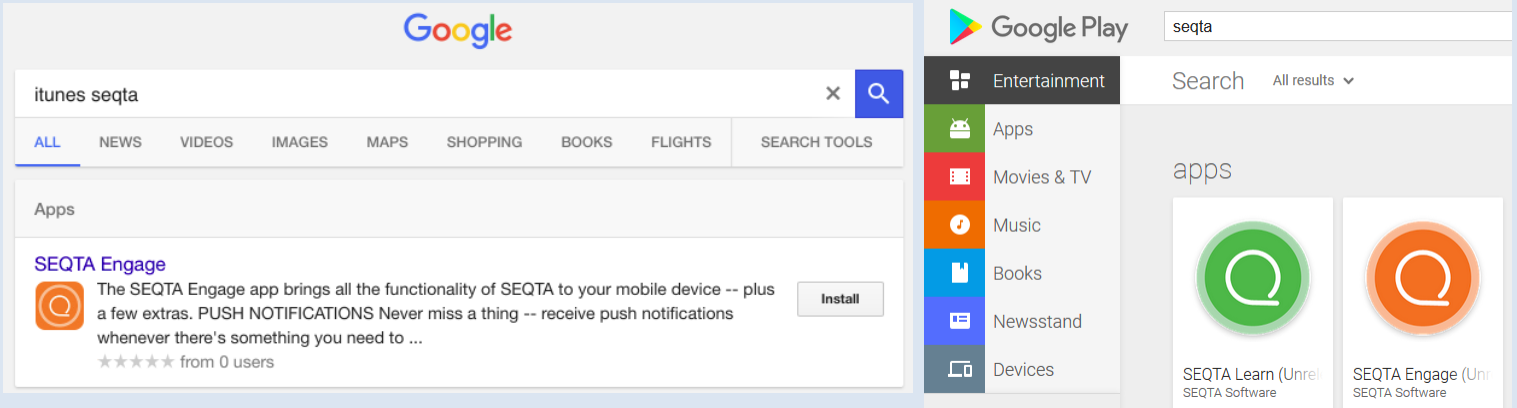 Google
itunes seqta
ALL NEWS VIDEOS IMAGES MAPS SHOPPING BOOKS FLIGHTS SEARCH TOOLS
Apps
SEQTA Engage
The SEQTA Engage app brings all the functionality of SEQTA to your mobile device -- plus
a few extras. PUSH NOTIFICATIONS Never miss a thing -- receive push notifications
whenever there's something you need to ...
from 0 users
Install
Google Play
seqta
Entertainment
Apps
Movies & TV
Music
Books
Newsstand
Devices
Search All results
apps
SEQTA Learn (Unrel
SEQTA Software
SEQTA Engage (Un
SEQTA Software